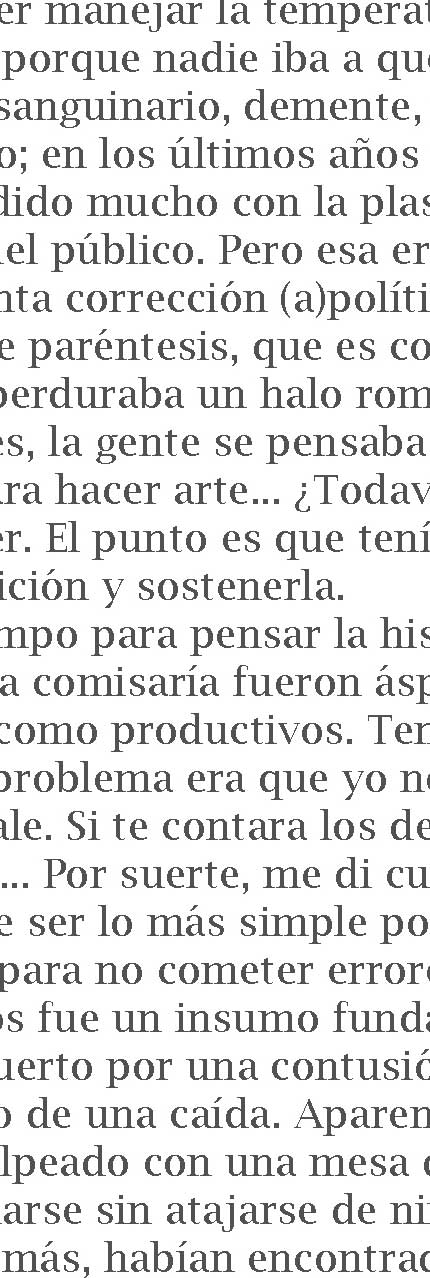 er manejar la temperat
porque nadie iba a qu
sanguinario, demente,
o; en los últimos años
dido mucho con la plas
el público. Pero esa er
nta corrección (a)políti
e paréntesis, que es co
perduraba un halo rom
es, la gente se pensaba
ra hacer arte... ¿Todav
er. El punto es que tení
ición y sostenerla.
mpo para pensar la his
a comisaría fueron ásp
como productivos. Ten
problema era que yo n
ale. Si te contara los de
... Por suerte, me di cu
e ser lo más simple po
para no cometer error
os fue un insumo funda
uerto por una contusió
o de una caída. Aparen
lpeado con una mesa
arse sin atajarse de ni
más, habían encontrad